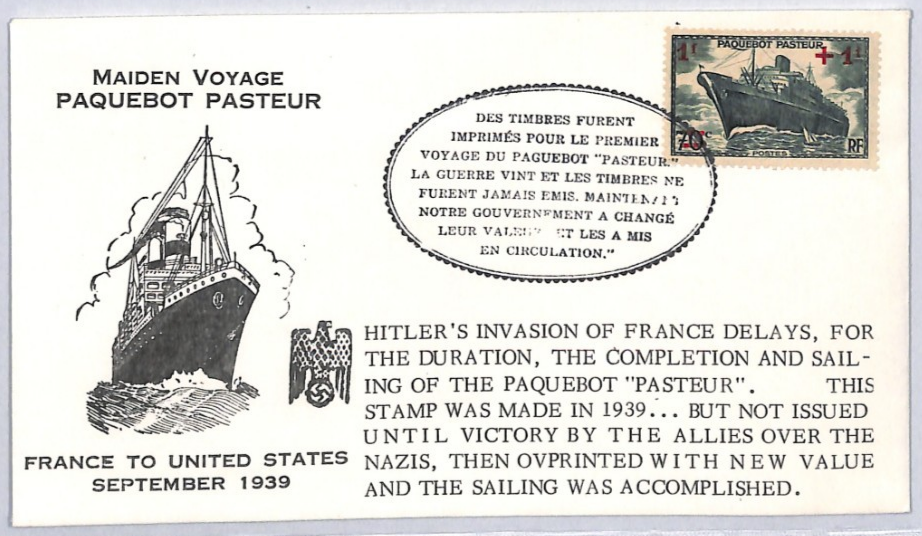 MAIDEN VOYAGE
PAQUEBOT PASTEUR
FRANCE TO UNITED STATES
SEPTEMBER 1939
DES TIMBRES FURENT
IMPRIMÉS POUR LE PREMIER
VOYAGE DU PAGUEBOT "PASTEUR."
LA GUERRE VINT ET LES TIMBRES NE
FURENT JAMAIS EMIS.
NOTRE GOUVERNEMENT A CHANGÉ
LEUR ET LES A MIS
EN CIRCULATION."
PAQUEBOT PASTEUR
1f + 1f
70c
POSTES RF
HITLER'S INVASION OF FRANCE DELAYS, FOR
THE DURATION, THE COMPLETION AND SAIL-
ING OF THE PAQUEBOT "PASTEUR". THIS
STAMP WAS MADE IN 1939... BUT NOT ISSUED
UNTIL VICTORY BY THE ALLIES OVER THE
NAZIS, THEN OVPRINTED WITH NEW VALUE
AND THE SAILING WAS ACCOMPLISHED.